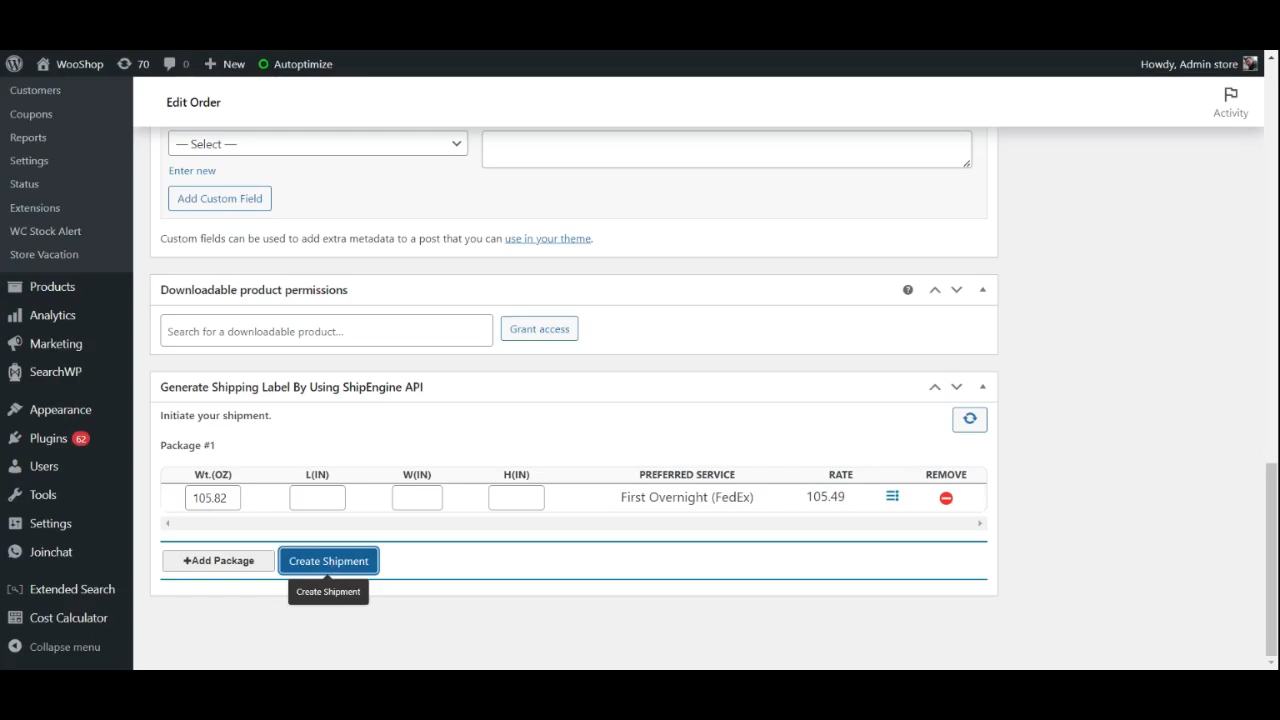 WooShop 70 0 New Autoptimize Howdy, Admin store
Customers
Coupons
Reports
Settings
Status
Extensions
WC Stock Alert
Store Vacation
Products
Analytics
Marketing
SearchWP
Appearance
Plugins 62
Users
Tools
Settings
Joinchat
Extended Search
Cost Calculator
Collapse menu
Edit Order
Activity
— Select —
Enter new
Add Custom Field
Custom fields can be used to add extra metadata to a post that you can use in your theme.
Downloadable product permissions
Search for a downloadable product...
Grant access
Generate Shipping Label By Using ShipEngine API
Initiate your shipment.
Package #1
Wt.(OZ) L(IN) W(IN) H(IN) PREFERRED SERVICE RATE REMOVE
105.82 First Overnight (FedEx) 105.49
+Add Package Create Shipment
Create Shipment